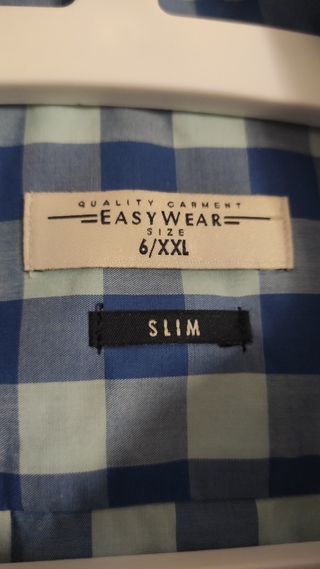 QUALITY GARMENT
EASYWEAR
SIZE
6/XXL
SLIM